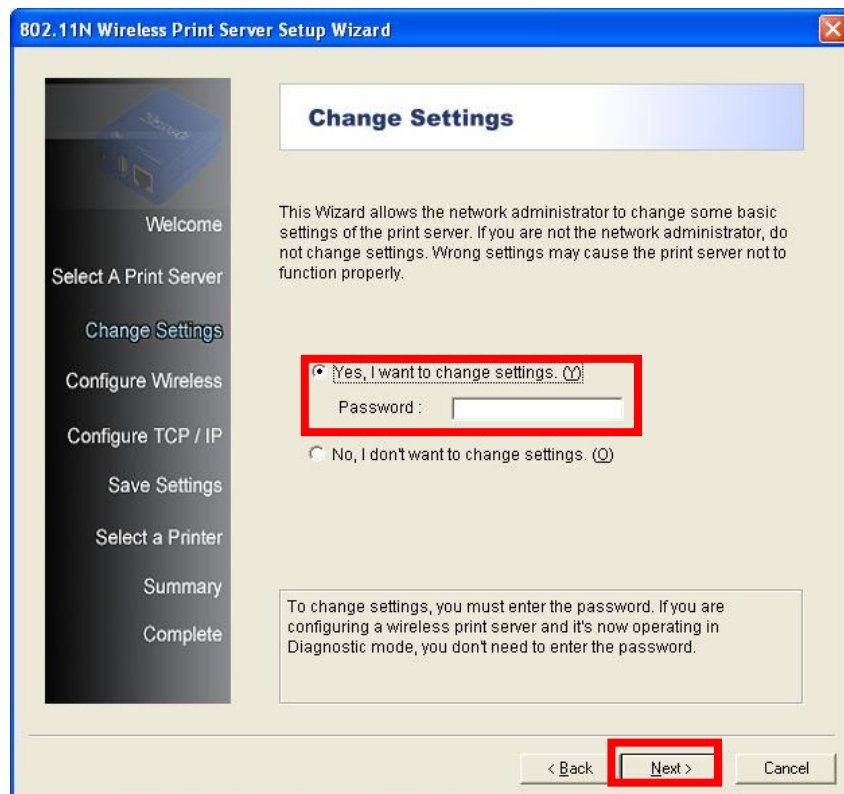 802.11N Wireless Print Server Setup Wizard
Change Settings
Welcome
Select A Print Server
Change Settings
Configure Wireless
Configure TCP / IP
Save Settings
Select a Printer
Summary
Complete
This Wizard allows the network administrator to change some basic
settings of the print server. If you are not the network administrator, do
not change settings. Wrong settings may cause the print server not to
function properly.
Yes, I want to change settings. (Y)
Password :
No, I don't want to change settings. (O)
To change settings, you must enter the password. If you are
configuring a wireless print server and it's now operating in
Diagnostic mode, you don't need to enter the password.
< Back
Next >
Cancel